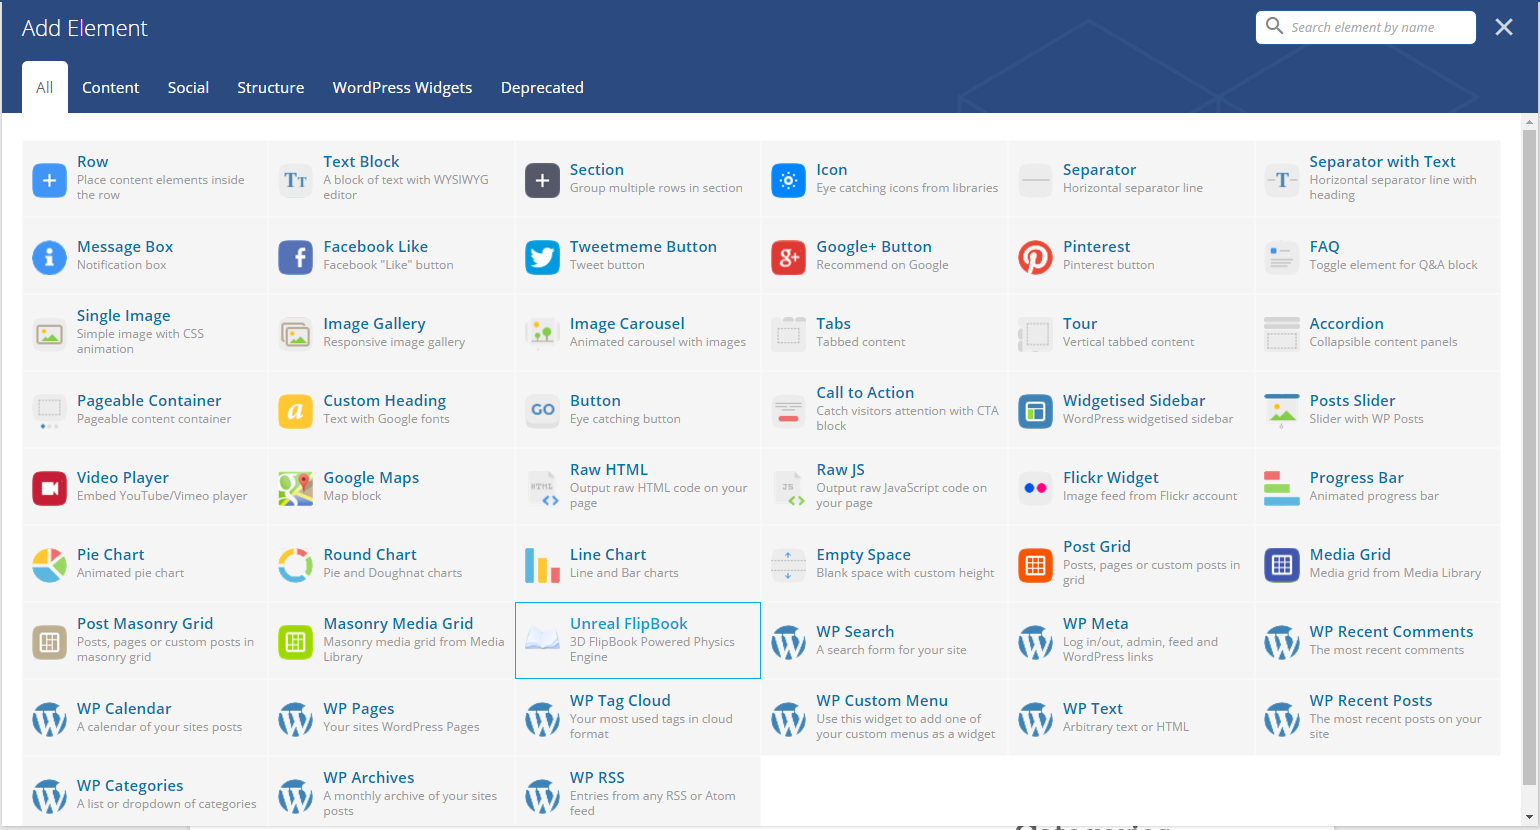 Add Element
Search element by name
All
Content
Social
Structure
WordPress Widgets
Deprecated
Row
Place content elements inside
the row
Text Block
A block of text with WYSIWYG
editor
Section
Group multiple rows in section
Icon
Eye catching icons from libraries
Separator
Horizontal separator line
Separator with Text
Horizontal separator line with
heading
Message Box
Notification box
Facebook Like
Facebook "Like" button
Tweetmeme Button
Tweet button
Google+ Button
Recommend on Google
Pinterest
Pinterest button
FAQ
Toggle element for Q&A block
Single Image
Simple image with CSS
animation
Image Gallery
Responsive image gallery
Image Carousel
Animated carousel with images
Tabs
Tabbed content
Tour
Vertical tabbed content
Accordion
Collapsible content panels
Pageable Container
Pageable content container
Custom Heading
Text with Google fonts
GO
Button
Eye catching button
Call to Action
Catch visitors attention with CTA
block
Widgetised Sidebar
WordPress widgetised sidebar
Posts Slider
Slider with WP Posts
Video Player
Embed YouTube/Vimeo player
Google Maps
Map block
HTML
Raw HTML
Output raw HTML code on your
page
JS
Raw JS
Output raw JavaScript code on
your page
Flickr Widget
Image feed from Flickr account
Progress Bar
Animated progress bar
Pie Chart
Animated pie chart
Round Chart
Pie and Doughnat charts
Line Chart
Line and Bar charts
Empty Space
Blank space with custom height
Post Grid
Posts, pages or custom posts in
grid
Media Grid
Media grid from Media Library
Post Masonry Grid
Posts, pages or custom posts in
masonry grid
Masonry Media Grid
Masonry media grid from Media
Library
Unreal FlipBook
3D FlipBook Powered Physics
Engine
WP Search
A search form for your site
WP Meta
Log in/out, admin, feed and
WordPress links
WP Recent Comments
The most recent comments
WP Calendar
A calendar of your sites posts
WP Pages
Your sites WordPress Pages
WP Tag Cloud
Your most used tags in cloud
format
WP Custom Menu
Use this widget to add one of
your custom menus as a widget
WP Text
Arbitrary text or HTML
WP Recent Posts
The most recent posts on your
site
WP Categories
A list or dropdown of categories
WP Archives
A monthly archive of your sites
posts
WP RSS
Entries from any RSS or Atom
feed